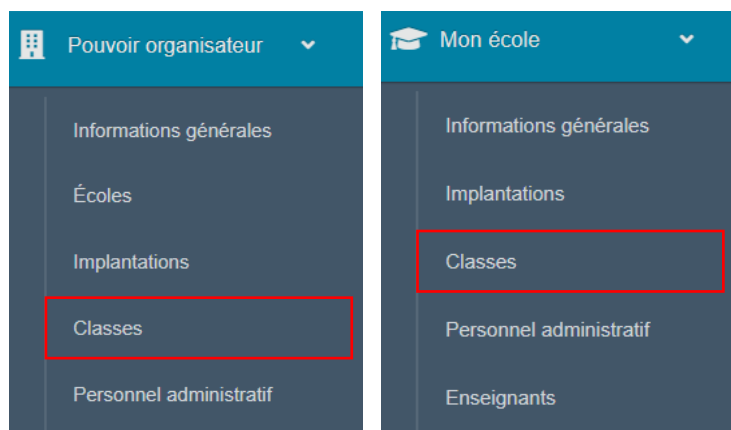 Pouvoir organisateur
Informations générales
Écoles
Implantations
Classes
Personnel administratif
Mon école
Informations générales
Implantations
Classes
Personnel administratif
Enseignants